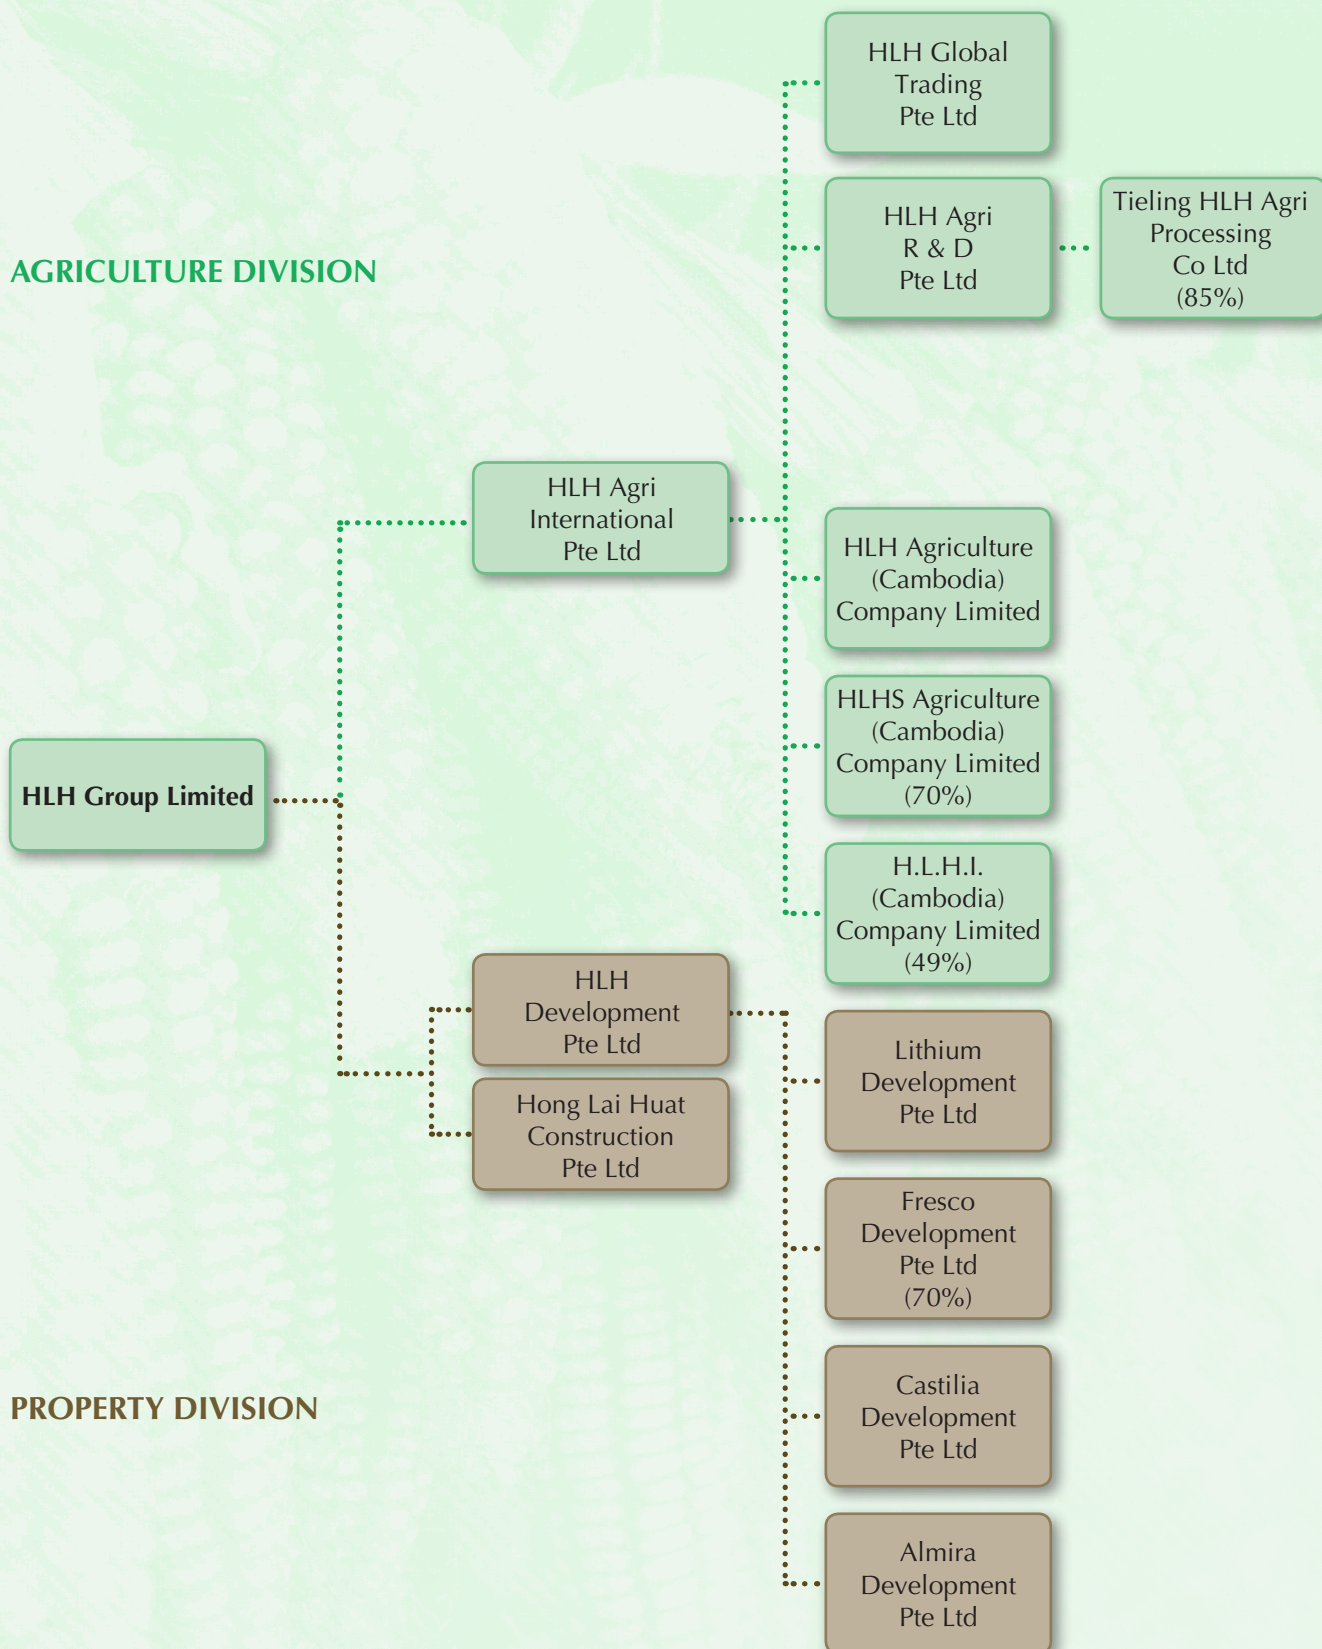 HLH Global
Trading
Pte Ltd
HLH Agri
R & D
Pte Ltd
Tieling HLH Agri
Processing
Co Ltd
(85%)
AGRICULTURE DIVISION
HLH Agri
International
Pte Ltd
HLH Agriculture
(Cambodia)
Company Limited
HLHS Agriculture
(Cambodia)
Company Limited
(70%)
HLH Group Limited
H.L.H.I.
(Cambodia)
Company Limited
(49%)
HLH
Development
Pte Ltd
Hong Lai Huat
Construction
Pte Ltd
Lithium
Development
Pte Ltd
Fresco
Development
Pte Ltd
(70%)
PROPERTY DIVISION
Castilia
Development
Pte Ltd
Almira
Development
Pte Ltd